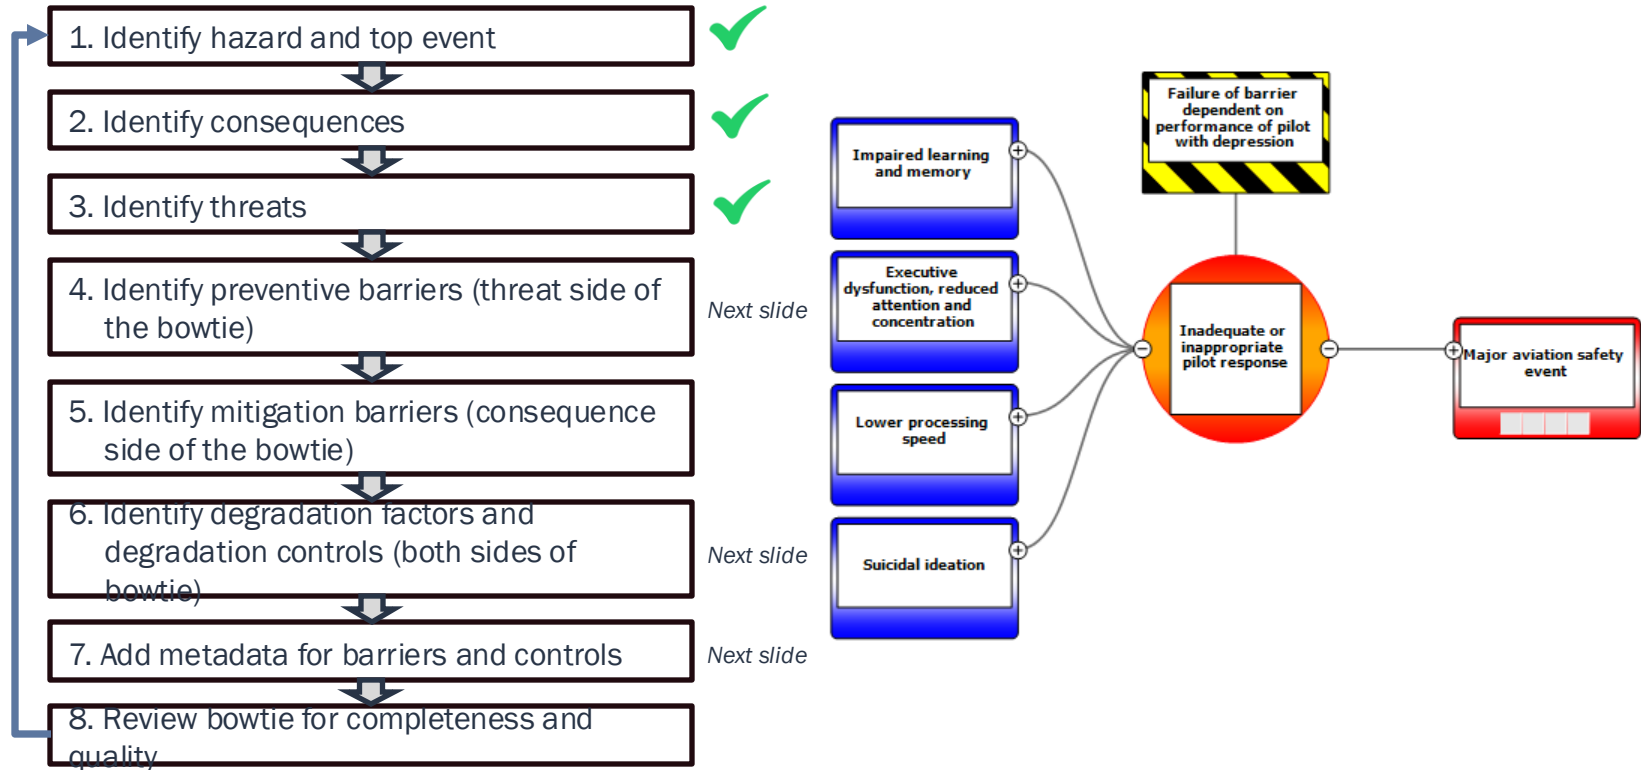 1. Identify hazard and top event
2. Identify consequences
3. Identify threats
4. Identify preventive barriers (threat side of
the bowtie)
Next slide
5. Identify mitigation barriers (consequence
side of the bowtie)
6. Identify degradation factors and
degradation controls (both sides of
bowtie)
Next slide
7. Add metadata for barriers and controls
Next slide
8. Review bowtie for completeness and
quality
Impaired learning
and memory
Executive
dysfunction, reduced
attention and
concentration
Lower processing
speed
Suicidal ideation
Failure of barrier
dependent on
performance of pilot
with depression
Inadequate or
inappropriate
pilot response
Major aviation safety
event